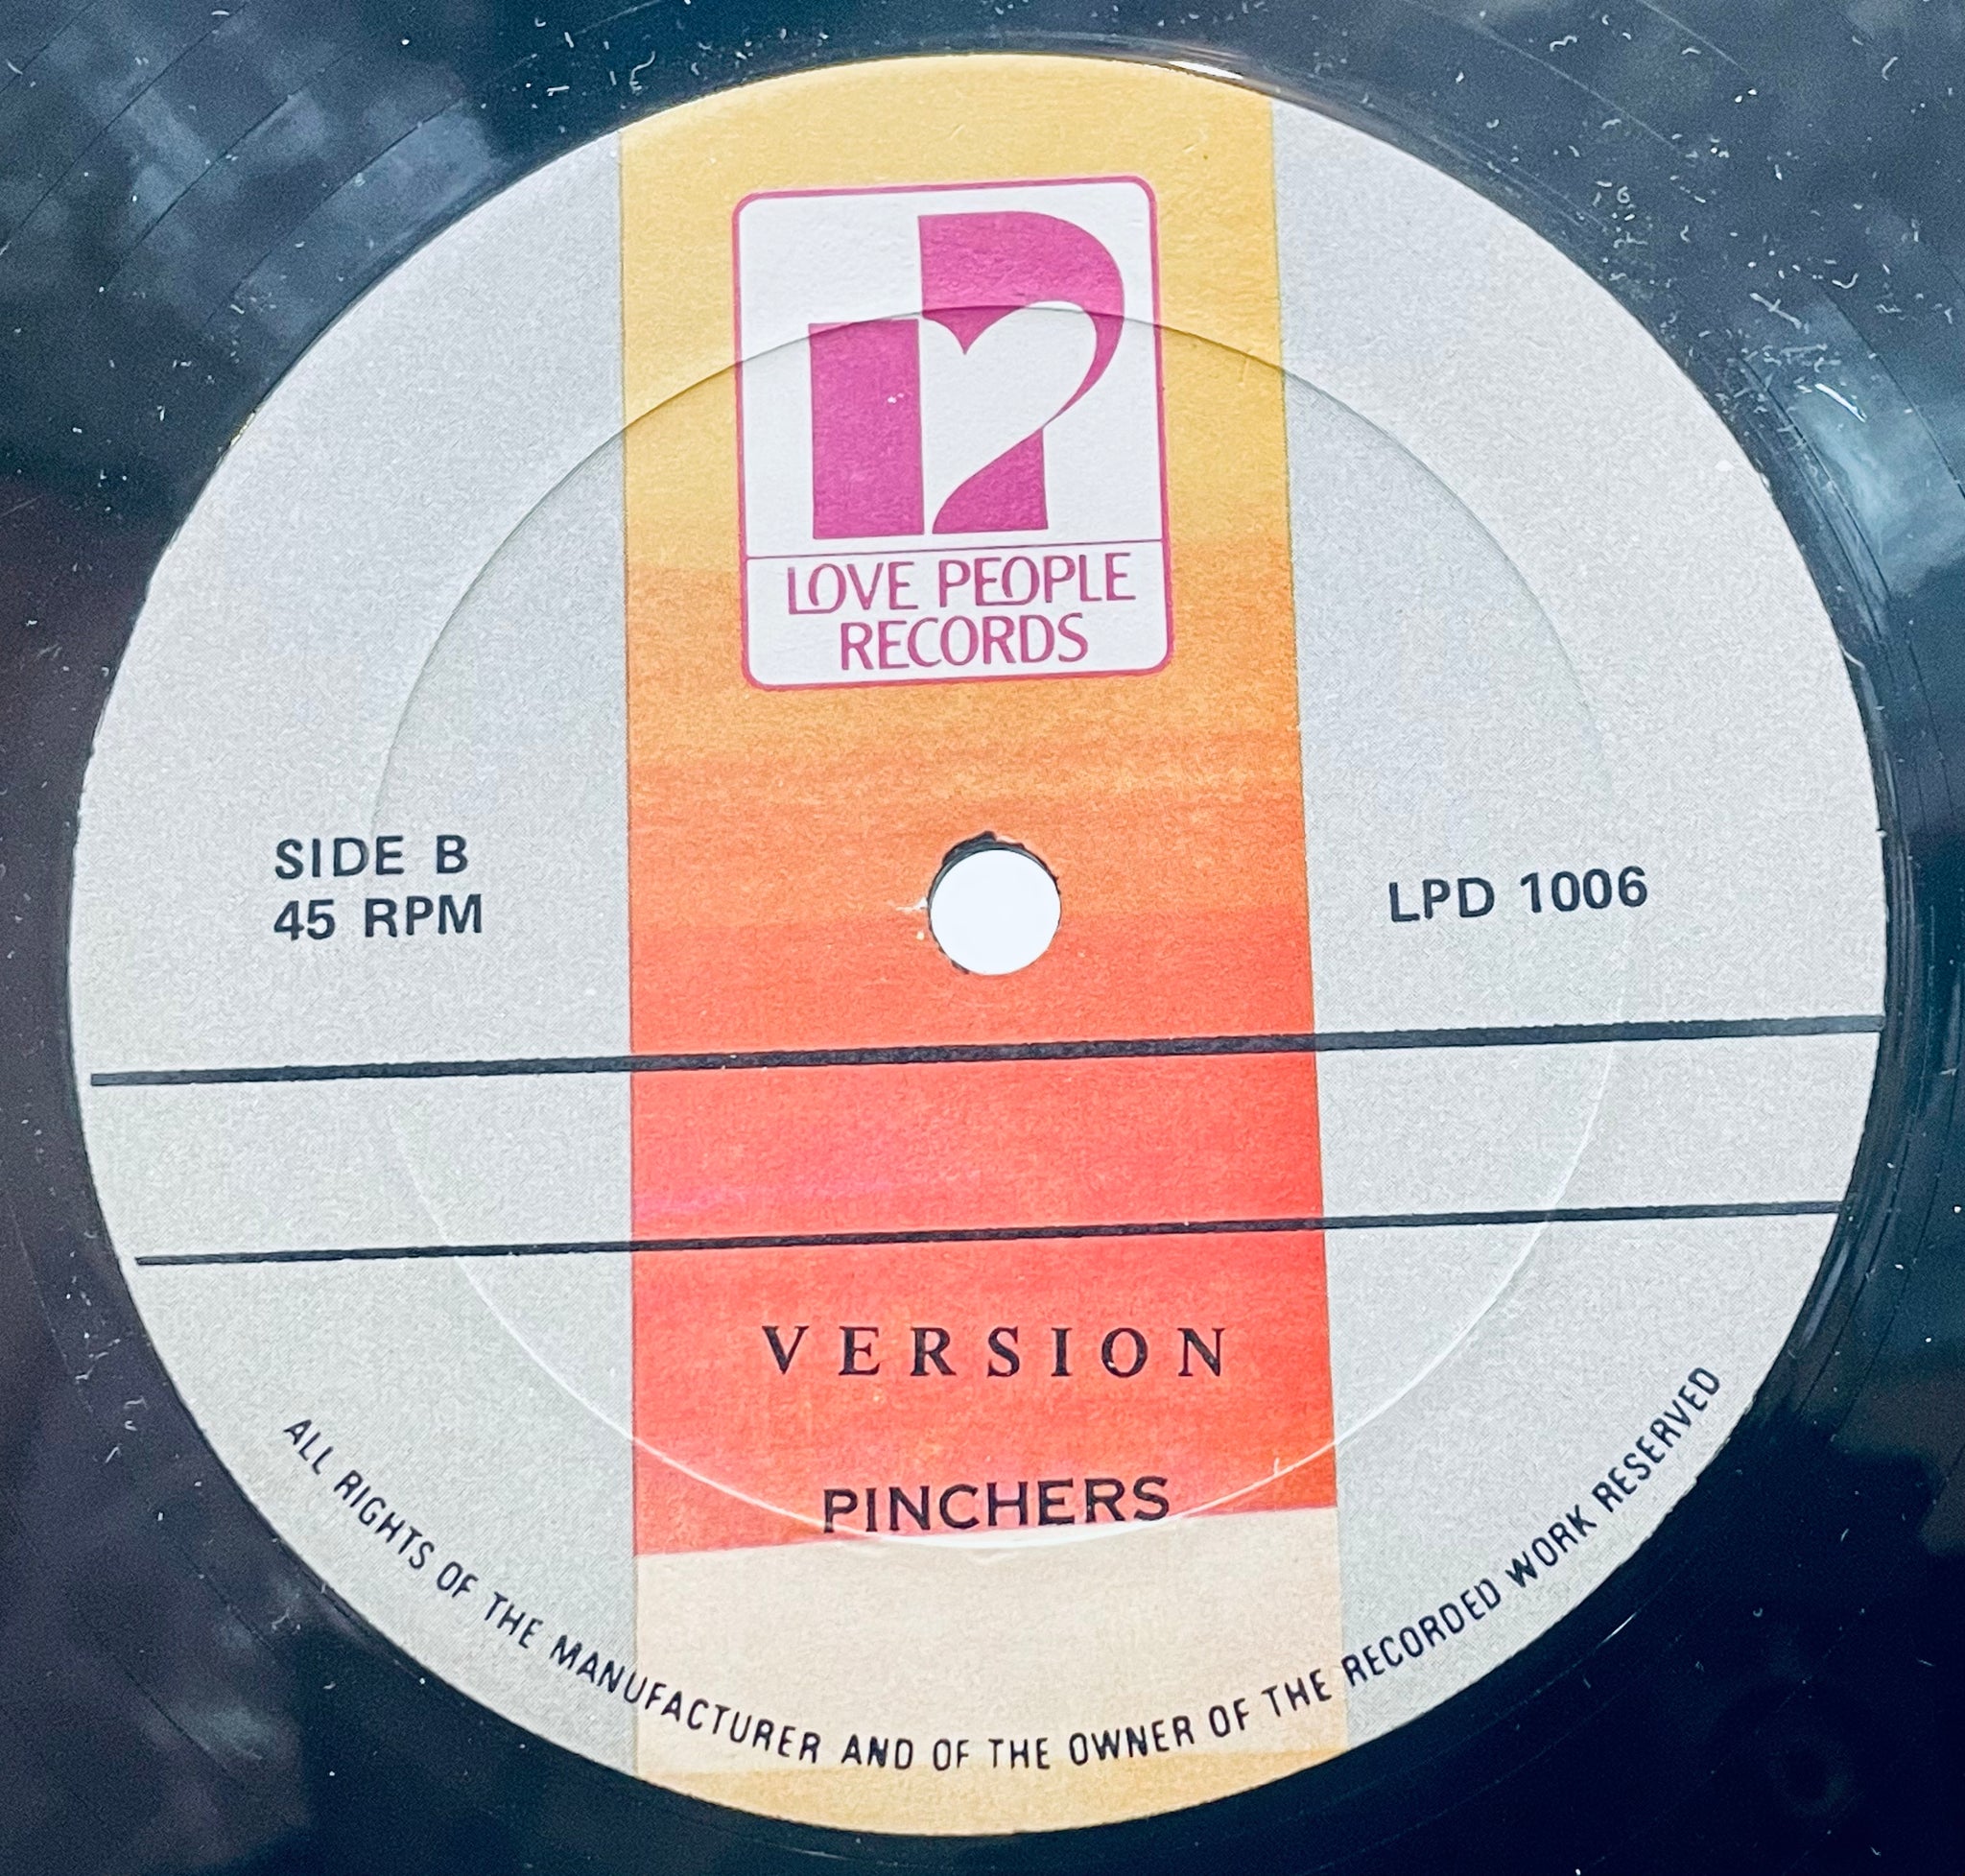 LOVE PEOPLE
RECORDS
SIDE B
45 RPM
LPD 1006
VERSION
PINCHERS
ALL RIGHTS OF THE MANUFACTURER AND OF THE OWNER OF THE RECORDED WORK RESERVED